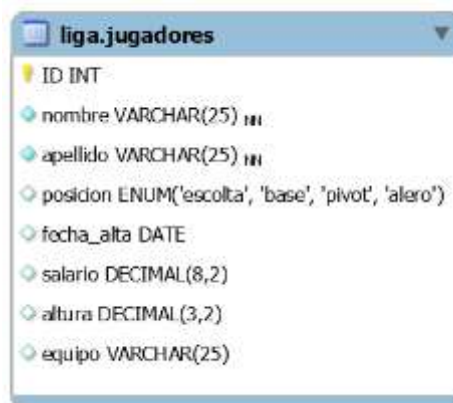 liga.jugadores
ID INT
nombre VARCHAR(25) NN
apellido VARCHAR(25) NN
posicion ENUM('escolta', 'base', 'pivot', 'alero')
fecha_alta DATE
salario DECIMAL(8,2)
altura DECIMAL(3,2)
equipo VARCHAR(25)